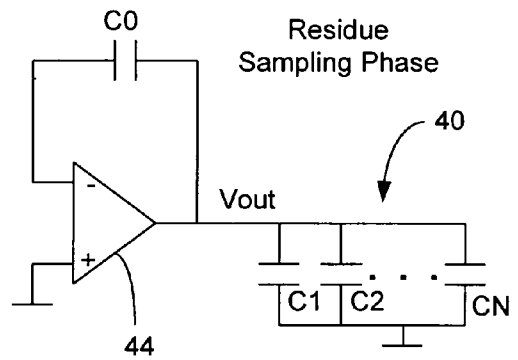 C0
Residue
Sampling Phase
40
-
Vout
+
C1 C2 . . . CN
44